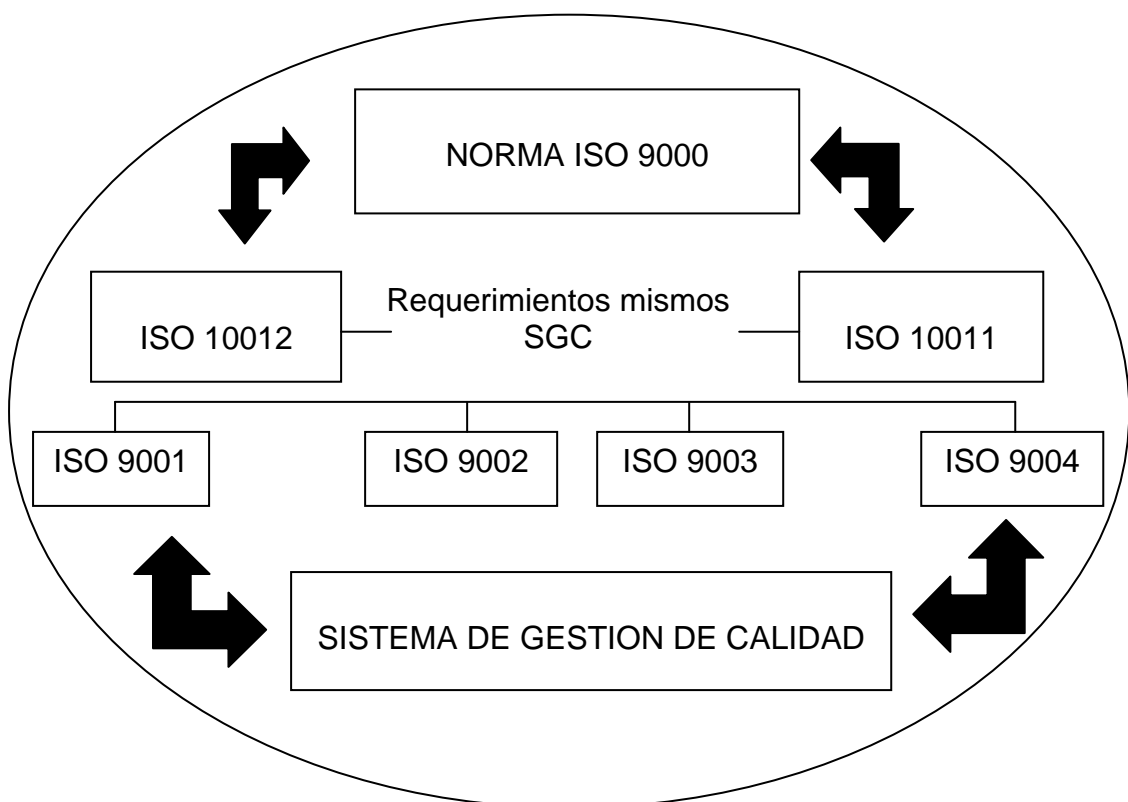 NORMA ISO 9000
Requerimientos mismos
SGC
ISO 10012
ISO 10011
ISO 9001
ISO 9002
ISO 9003
ISO 9004
SISTEMA DE GESTION DE CALIDAD